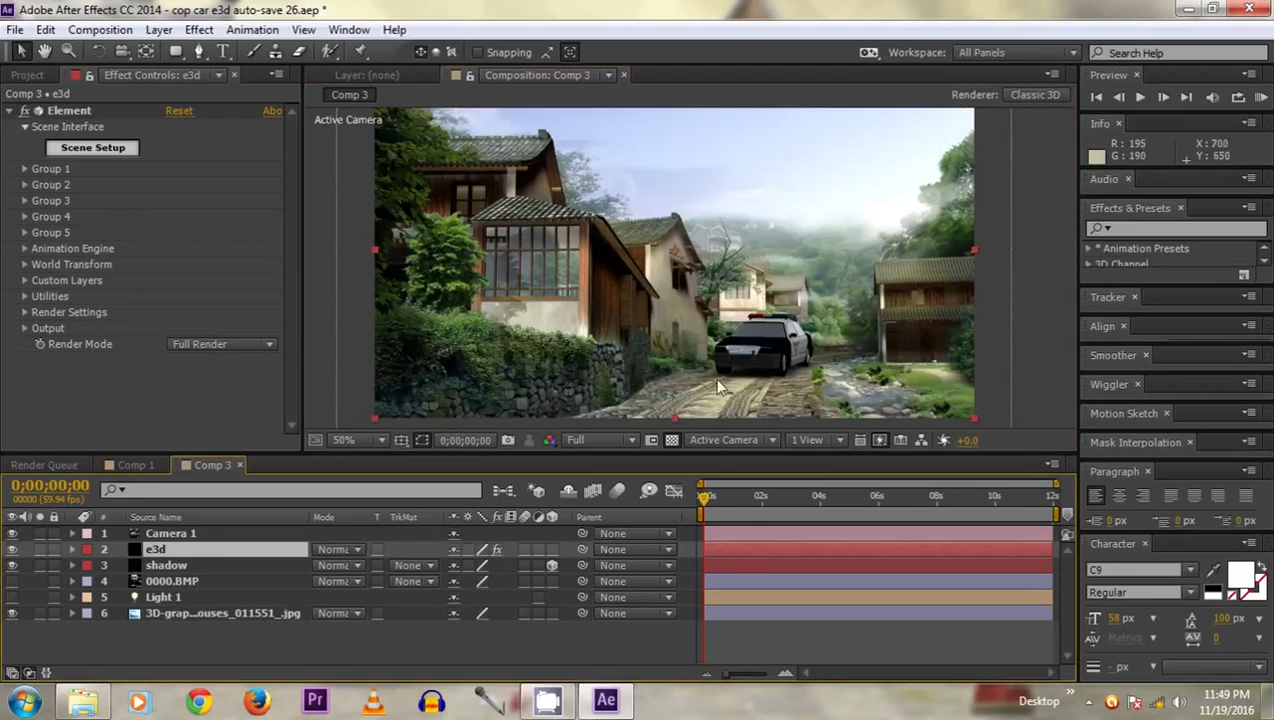 Adobe After Effects CC 2014 - cop car e3d auto-save 26.aep *
File Edit Composition Layer Effect Animation View Window Help
Snapping
Workspace: All Panels
Search Help
Project Effect Controls: e3d
Layer: (none) Composition: Comp 3
Preview
Comp 3 • e3d
Comp 3
Renderer: Classic 3D
fx Element Reset Abo
Active Camera
Scene Interface
Scene Setup
Group 1
Group 2
Group 3
Group 4
Group 5
Animation Engine
World Transform
Custom Layers
Utilities
Render Settings
Output
Render Mode Full Render
Info
R: 195 X: 700
G: 190 Y: 650
Audio
Effects & Presets
* Animation Presets
3D Channel
Tracker
Align
Smoother
Wiggler
Motion Sketch
Mask Interpolation
Paragraph
0 px 0 px
0 px 0 px
Character
C9
Regular
58 px 100 px
Metrics 0
- px
50% 0;00;00;00 Full Active Camera 1 View +0.0
Render Queue Comp 1 Comp 3
0;00;00;00
00000 (59.94 fps)
# Source Name Mode T TrkMat Parent
02s 04s 06s 08s 10s 12s
1 Camera 1 None
2 e3d Norma None
3 shadow Norma None None
4 0000.BMP Norma None None
5 Light 1 None
6 3D-grap...ouses_011551_.jpg Norma None None
Desktop
11:49 PM
11/19/2016